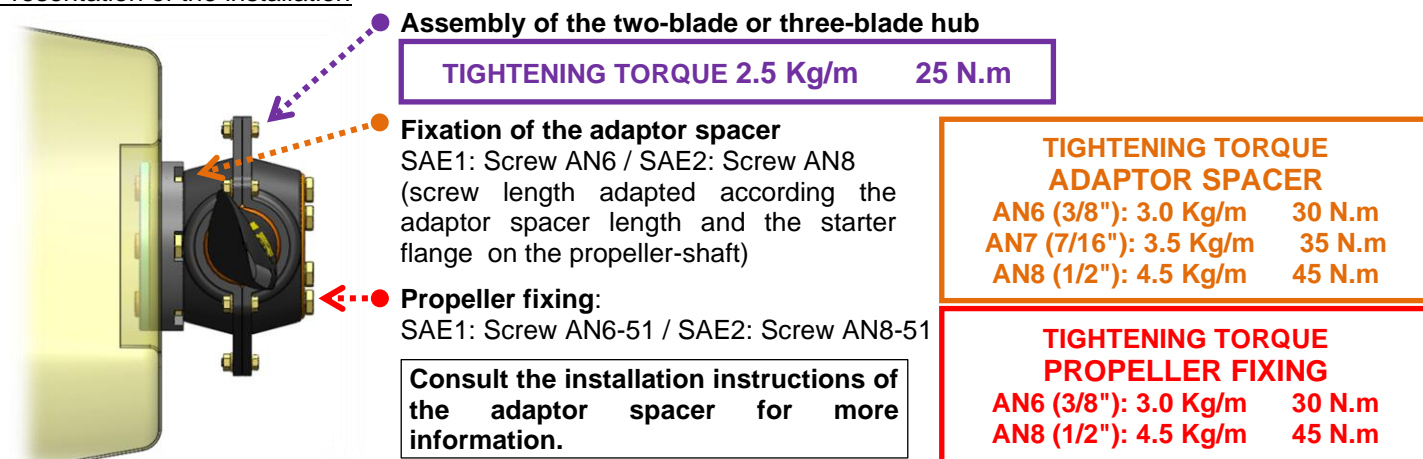 Presentation of the installation
Assembly of the two-blade or three-blade hub
TIGHTENING TORQUE 2.5 Kg/m 25 N.m
Fixation of the adaptor spacer
SAE1: Screw AN6 / SAE2: Screw AN8
(screw length adapted according the
adaptor spacer length and the starter
flange on the propeller-shaft)
Propeller fixing:
SAE1: Screw AN6-51 / SAE2: Screw AN8-51
Consult the installation instructions of
the adaptor spacer for more
information.
TIGHTENING TORQUE
ADAPTOR SPACER
AN6 (3/8"): 3.0 Kg/m 30 N.m
AN7 (7/16"): 3.5 Kg/m 35 N.m
AN8 (1/2"): 4.5 Kg/m 45 N.m
TIGHTENING TORQUE
PROPELLER FIXING
AN6 (3/8"): 3.0 Kg/m 30 N.m
AN8 (1/2"): 4.5 Kg/m 45 N.m